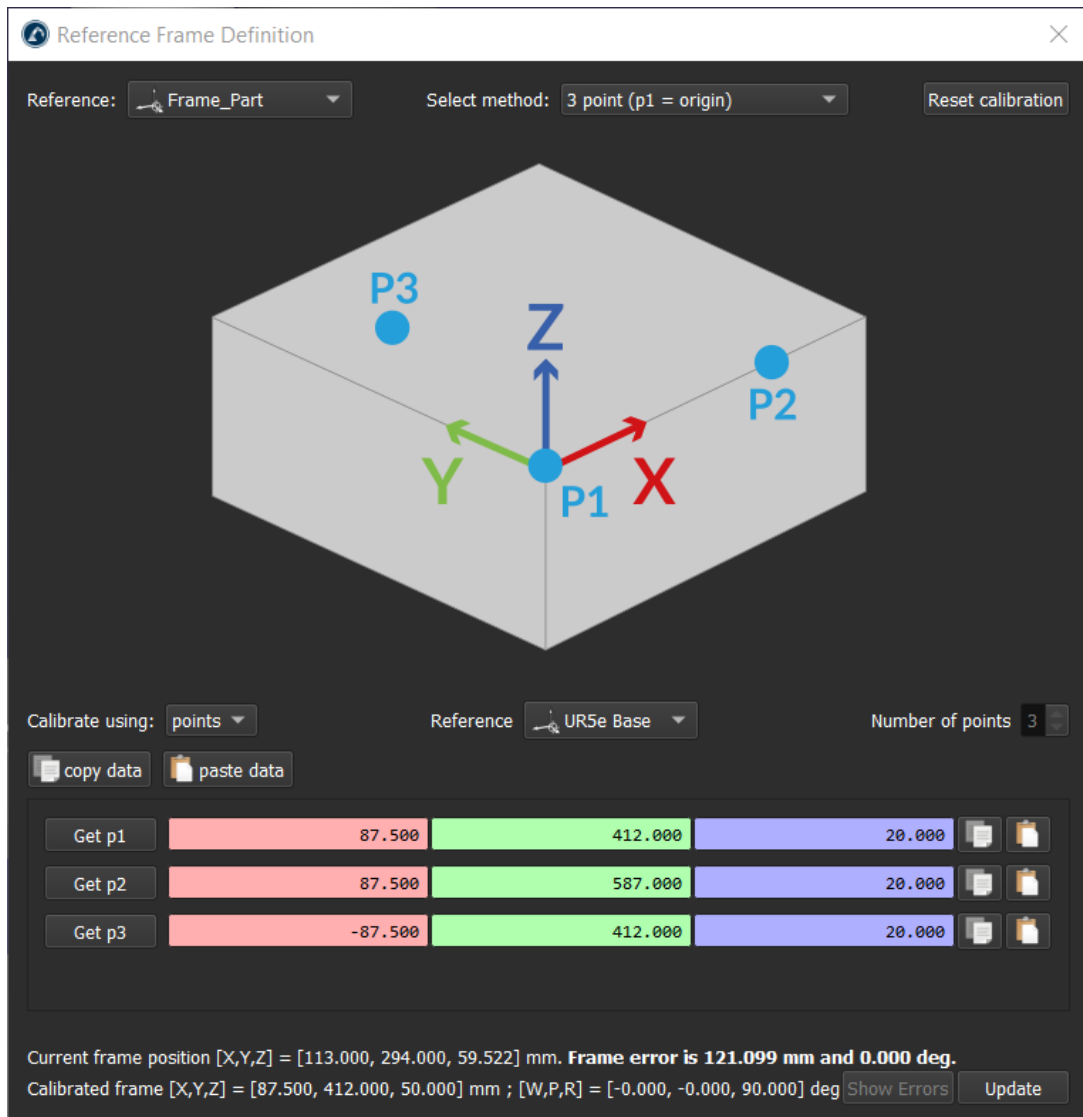 Reference Frame Definition
Reference: Frame_Part Select method: 3 point (p1 = origin) Reset calibration
P3
Z
P2
Y X
P1
Calibrate using: points Reference UR5e Base Number of points 3
copy data paste data
Get p1 87.500 412.000 20.000
Get p2 87.500 587.000 20.000
Get p3 -87.500 412.000 20.000
Current frame position [X,Y,Z] = [113.000, 294.000, 59.522] mm. Frame error is 121.099 mm and 0.000 deg.
Calibrated frame [X,Y,Z] = [87.500, 412.000, 50.000] mm ; [W,P,R] = [-0.000, -0.000, 90.000] deg Show Errors Update